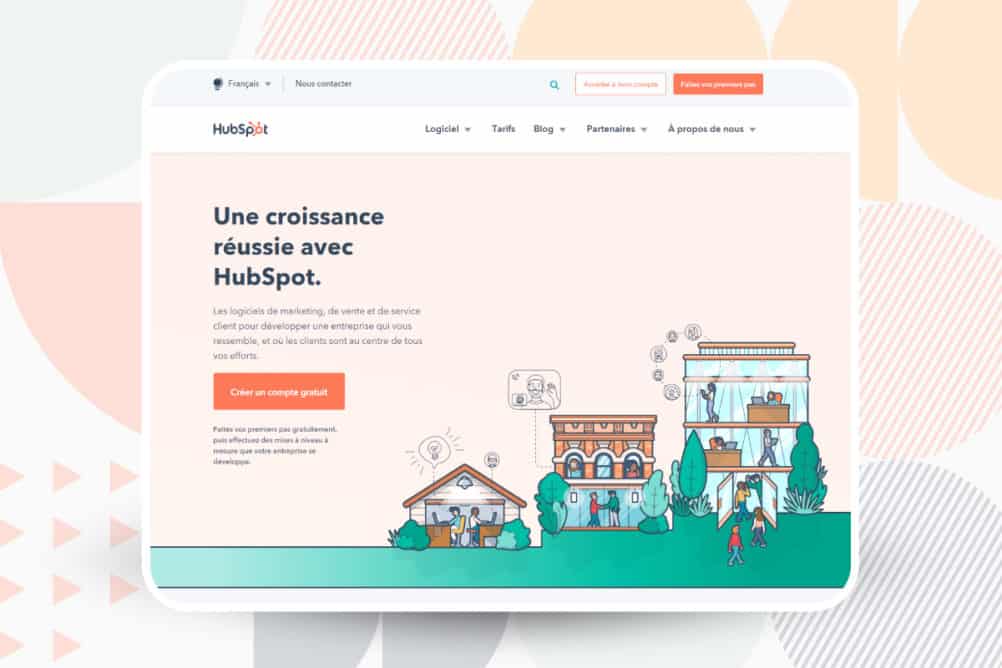 Français
Nous contacter
Accéder à mon compte
Faites vos premiers pas
HubSpot
Logiciel
Tarifs
Blog
Partenaires
À propos de nous
Une croissance
réussie avec
HubSpot.
Les logiciels de marketing, de vente et de service
client pour développer une entreprise qui vous
ressemble, et où les clients sont au centre de tous
vos efforts.
Créer un compte gratuit
Faites vos premiers pas gratuitement,
puis effectuez des mises à niveau à
mesure que votre entreprise se
développe.